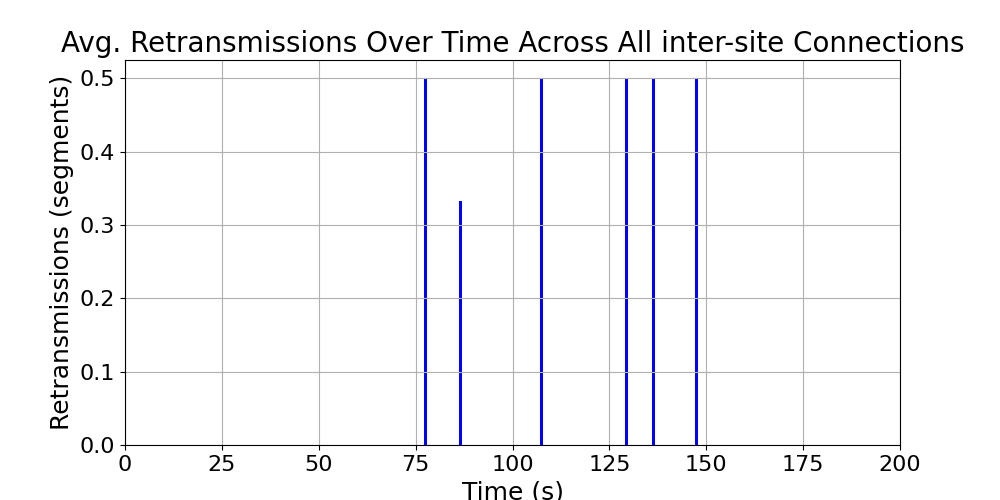 Avg. Retransmissions Over Time Across All inter-site Connections
Retransmissions (segments)
0.5
0.4
0.3
0.2
0.1
0.0
0 25 50 75 100 125 150 175 200
Time (s)